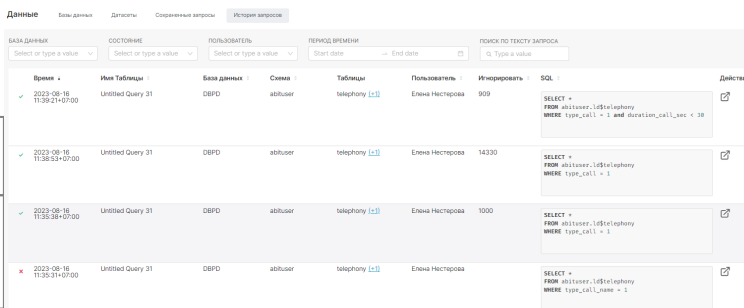 Данные Базы данных Датасеты Сохраненные запросы История запросов
БАЗА ДАННЫХ СОСТОЯНИЕ ПОЛЬЗОВАТЕЛЬ ПЕРИОД ВРЕМЕНИ ПОИСК ПО ТЕКСТУ ЗАПРОСА
Select or type a value Select or type a value Select or type a value Start date → End date Type a value
Время Имя Таблицы База данных Схема Таблицы Пользователь Игнорировать SQL Действи
2023-08-16 Untitled Query 31 DBPD abituser telephony (+1) Елена Нестерова 909
11:39:21+07:00
SELECT *
FROM abituser.ld$telephony
WHERE type_call = 1 and duration_call_sec < 30
2023-08-16 Untitled Query 31 DBPD abituser telephony (+1) Елена Нестерова 14330
11:38:53+07:00
SELECT *
FROM abituser.ld$telephony
WHERE type_call = 1
2023-08-16 Untitled Query 31 DBPD abituser telephony (+1) Елена Нестерова 1000
11:35:38+07:00
SELECT *
FROM abituser.ld$telephony
WHERE type_call = 1
2023-08-16 Untitled Query 31 DBPD abituser telephony (+1) Елена Нестерова
11:35:31+07:00
SELECT *
FROM abituser.ld$telephony
WHERE type_call_name = 1